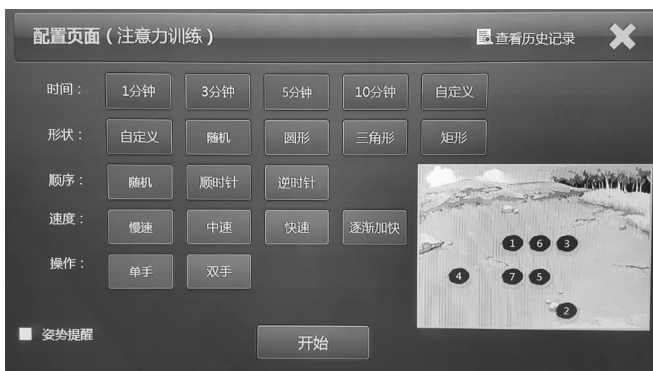 配置页面（注意力训练） 查看历史记录
时间： 1分钟 3分钟 5分钟 10分钟 自定义
形状： 自定义 随机 圆形 三角形 矩形
顺序： 随机 顺时针 逆时针
速度： 慢速 中速 快速 逐渐加快
操作： 单手 双手
1 6 3
4 7 5
2
姿势提醒 开始